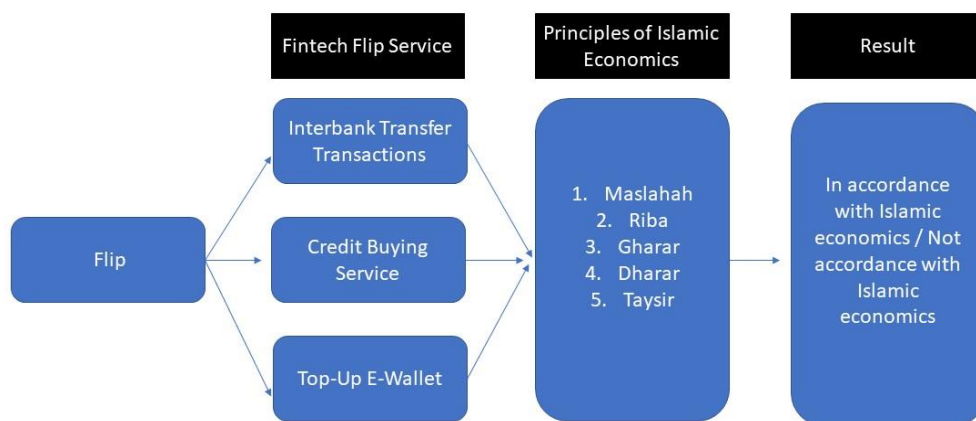 Fintech Flip Service
Principles of Islamic
Economics
Result
Flip
Interbank Transfer
Transactions
Credit Buying
Service
Top-Up E-Wallet
1. Maslahah
2. Riba
3. Gharar
4. Dharar
5. Taysir
In accordance
with Islamic
economics / Not
accordance with
Islamic
economics